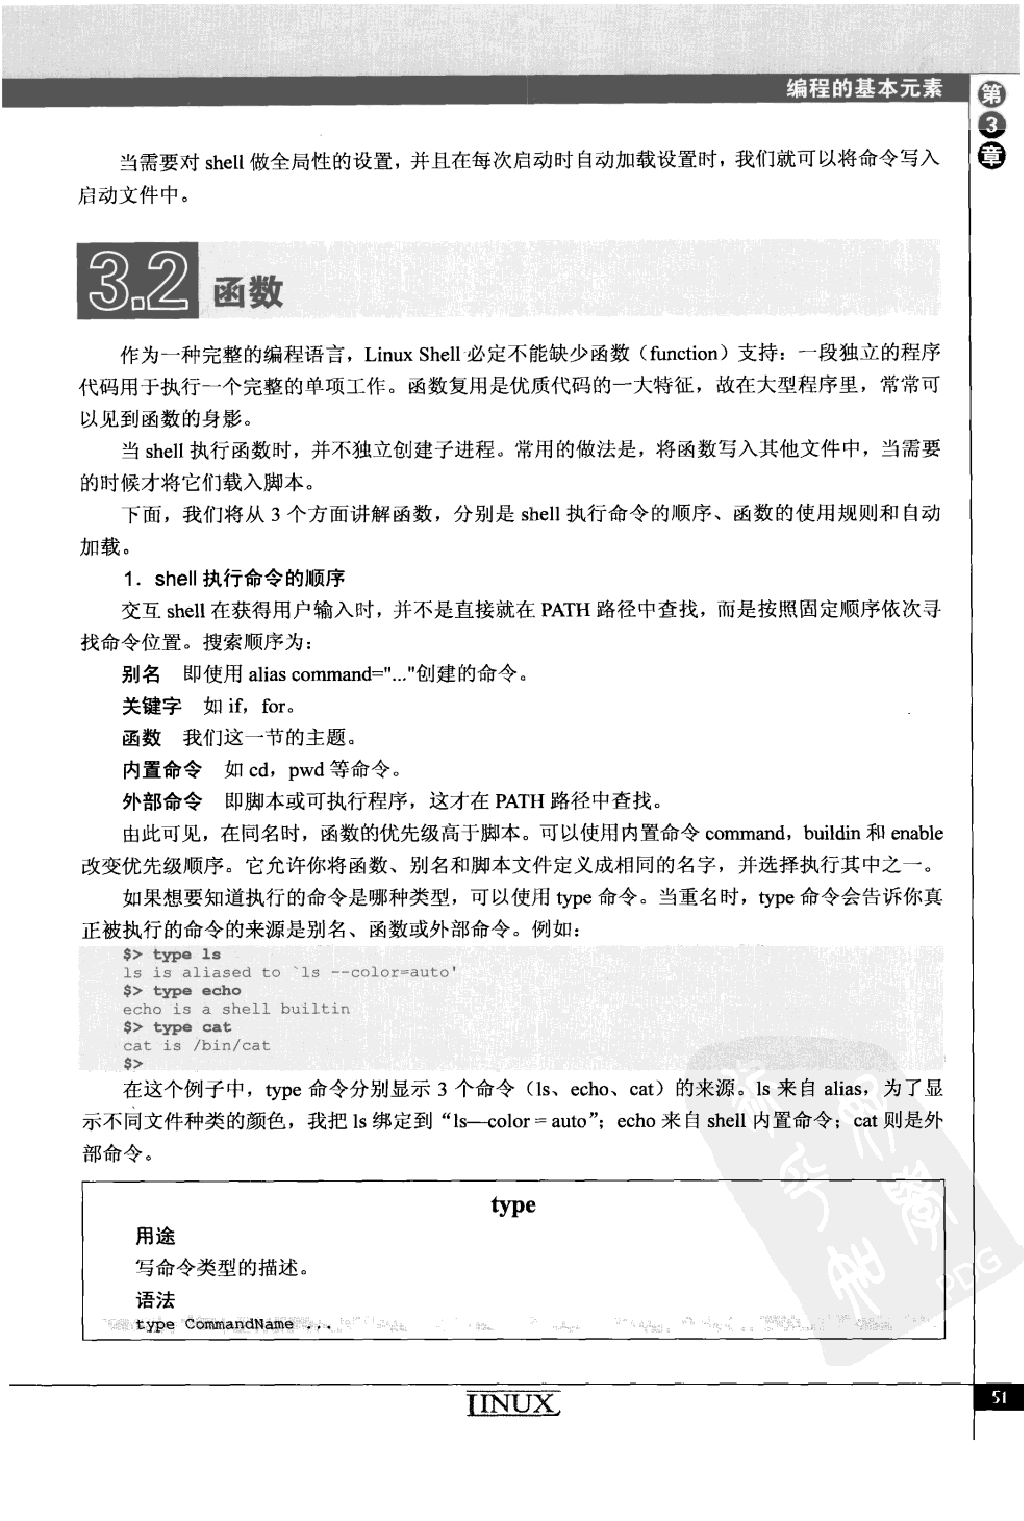 编程的基本元素
第3章
当需要对 shell 做全局性的设置，并且在每次启动时自动加载设置时，我们就可以将命令写入
启动文件中。
3.2 函数
作为一种完整的编程语言，Linux Shell 必定不能缺少函数（function）支持：一段独立的程序
代码用于执行一个完整的单项工作。函数复用是优质代码的一大特征，故在大型程序里，常常可
以见到函数的身影。
当 shell 执行函数时，并不独立创建子进程。常用的做法是，将函数写入其他文件中，当需要
的时候才将它们载入脚本。
下面，我们将从 3 个方面讲解函数，分别是 shell 执行命令的顺序、函数的使用规则和自动
加载。
1．shell 执行命令的顺序
交互 shell 在获得用户输入时，并不是直接就在 PATH 路径中查找，而是按照固定顺序依次寻
找命令位置。搜索顺序为：
别名 即使用 alias command="..."创建的命令。
关键字 如 if，for。
函数 我们这一节的主题。
内置命令 如 cd，pwd 等命令。
外部命令 即脚本或可执行程序，这才在 PATH 路径中查找。
由此可见，在同名时，函数的优先级高于脚本。可以使用内置命令 command，buildin 和 enable
改变优先级顺序。它允许你将函数、别名和脚本文件定义成相同的名字，并选择执行其中之一。
如果想要知道执行的命令是哪种类型，可以使用 type 命令。当重名时，type 命令会告诉你真
正被执行的命令的来源是别名、函数或外部命令。例如：
$> type ls
ls is aliased to `ls --color=auto'
$> type echo
echo is a shell builtin
$> type cat
cat is /bin/cat
$>
在这个例子中，type 命令分别显示 3 个命令（ls、echo、cat）的来源。ls 来自 alias，为了显
示不同文件种类的颜色，我把 ls 绑定到“ls—color = auto”；echo 来自 shell 内置命令；cat 则是外
部命令。
type
用途
写命令类型的描述。
语法
type CommandName ...
LINUX
51